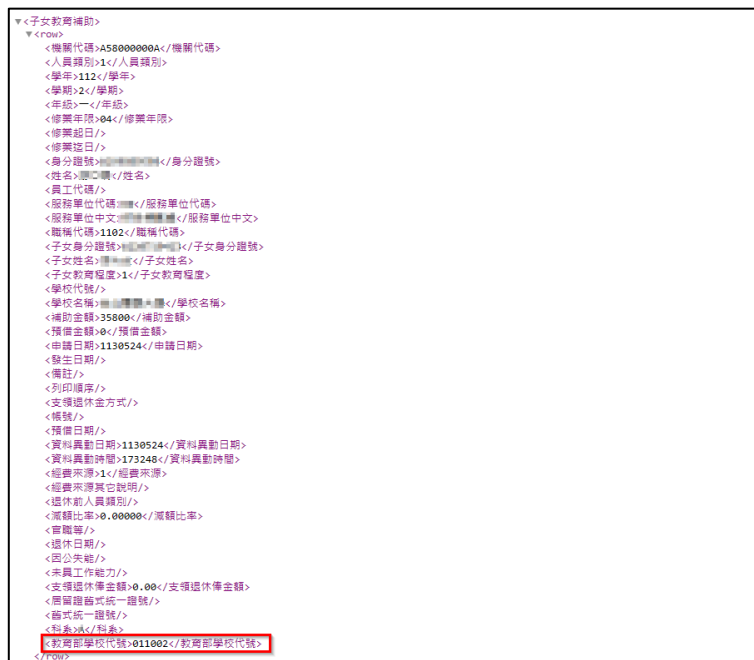 ▼<子女教育補助>
▼<row>
<機關代碼>A58000000A</機關代碼>
<人員類別>1</人員類別>
<學年>112</學年>
<學期>2</學期>
<年級>一</年級>
<修業年限>04</修業年限>
<修業起日/>
<修業迄日/>
<身分證號></身分證號>
<姓名></姓名>
<員工代碼/>
<服務單位代碼></服務單位代碼>
<服務單位中文></服務單位中文>
<職稱代碼>1102</職稱代碼>
<子女身分證號></子女身分證號>
<子女姓名></子女姓名>
<子女教育程度>1</子女教育程度>
<學校代號/>
<學校名稱></學校名稱>
<補助金額>35800</補助金額>
<預借金額>0</預借金額>
<申請日期>1130524</申請日期>
<發生日期/>
<備註/>
<列印順序/>
<支領退休金方式/>
<帳號/>
<預借日期/>
<資料異動日期>1130524</資料異動日期>
<資料異動時間>173248</資料異動時間>
<經費來源>1</經費來源>
<經費來源其它說明/>
<退休前人員類別/>
<減額比率>0.00000</減額比率>
<官職等/>
<退休日期/>
<因公失能/>
<未具工作能力/>
<支領退休俸金額>0.00</支領退休俸金額>
<居留證舊式統一證號/>
<舊式統一證號/>
<科系>A</科系>
<教育部學校代號>011002</教育部學校代號>
</row>